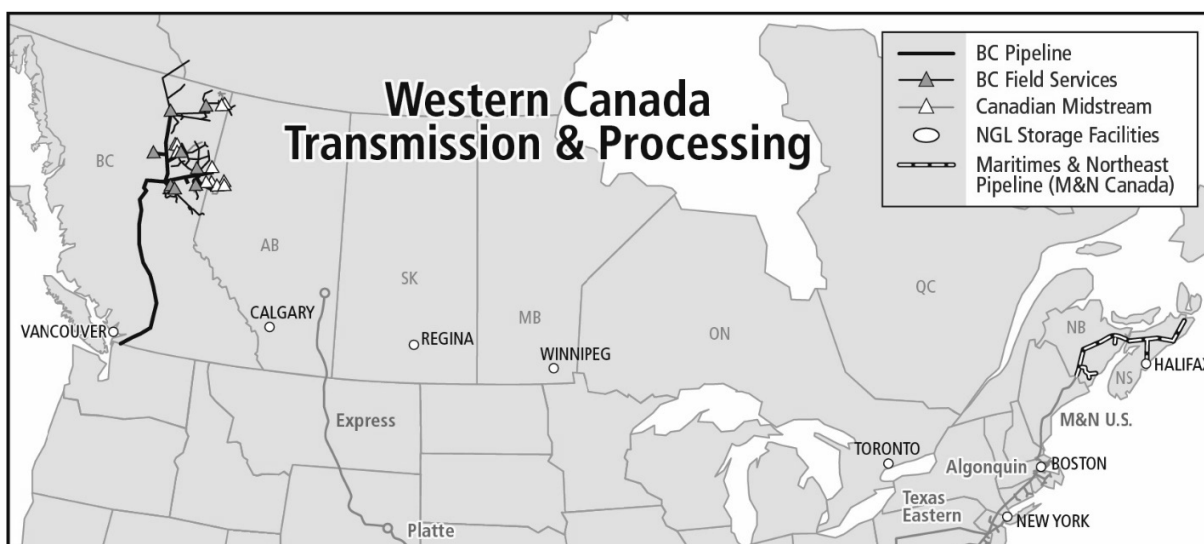 Western Canada
Transmission & Processing
BC Pipeline
BC Field Services
Canadian Midstream
NGL Storage Facilities
Maritimes & Northeast
Pipeline (M&N Canada)
BC
AB
SK
MB
ON
QC
NB
NS
VANCOUVER
CALGARY
REGINA
WINNIPEG
HALIFAX
Express
M&N U.S.
TORONTO
Algonquin
BOSTON
Texas
Eastern
NEW YORK
Platte